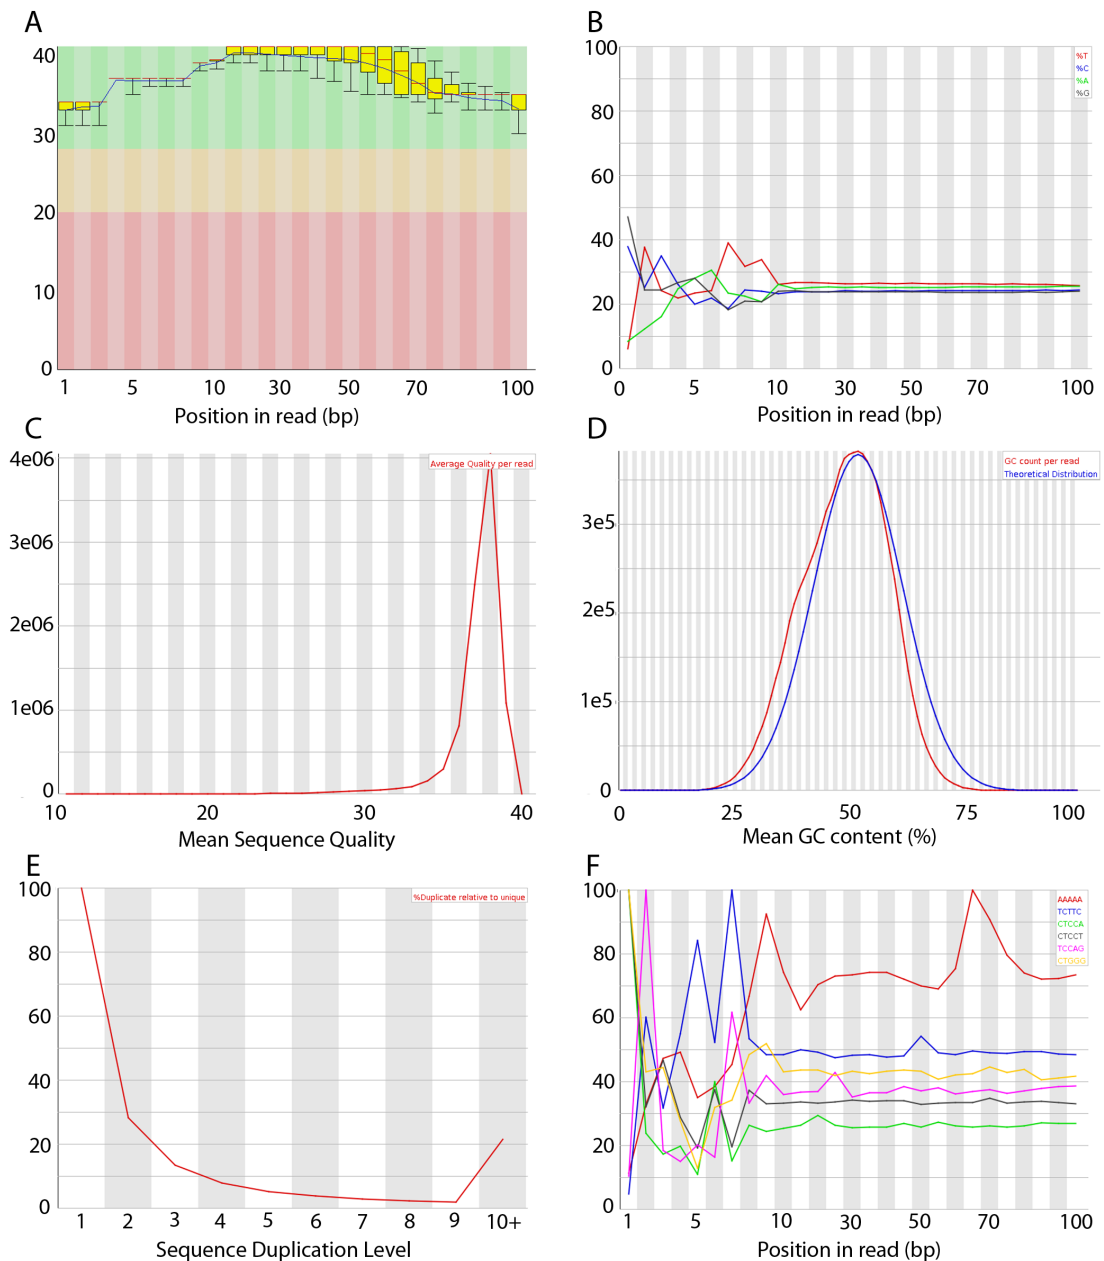 A
40
30
20
10
0
1 5 10 30 50 70 100
Position in read (bp)
B
100
80
60
40
20
0
%T
%C
%A
%G
0 5 10 30 50 70 100
Position in read (bp)
C
4e06
3e06
2e06
1e06
0
Average Quality per read
10 20 30 40
Mean Sequence Quality
D
3e5
2e5
1e5
0
GC count per read
Theoretical Distribution
0 25 50 75 100
Mean GC content (%)
E
100
80
60
40
20
0
%Duplicate relative to unique
1 2 3 4 5 6 7 8 9 10+
Sequence Duplication Level
F
100
80
60
40
20
0
AAAAA
TCTTC
CTCCA
CTCCT
TCCAG
CTGGG
1 5 10 30 50 70 100
Position in read (bp)